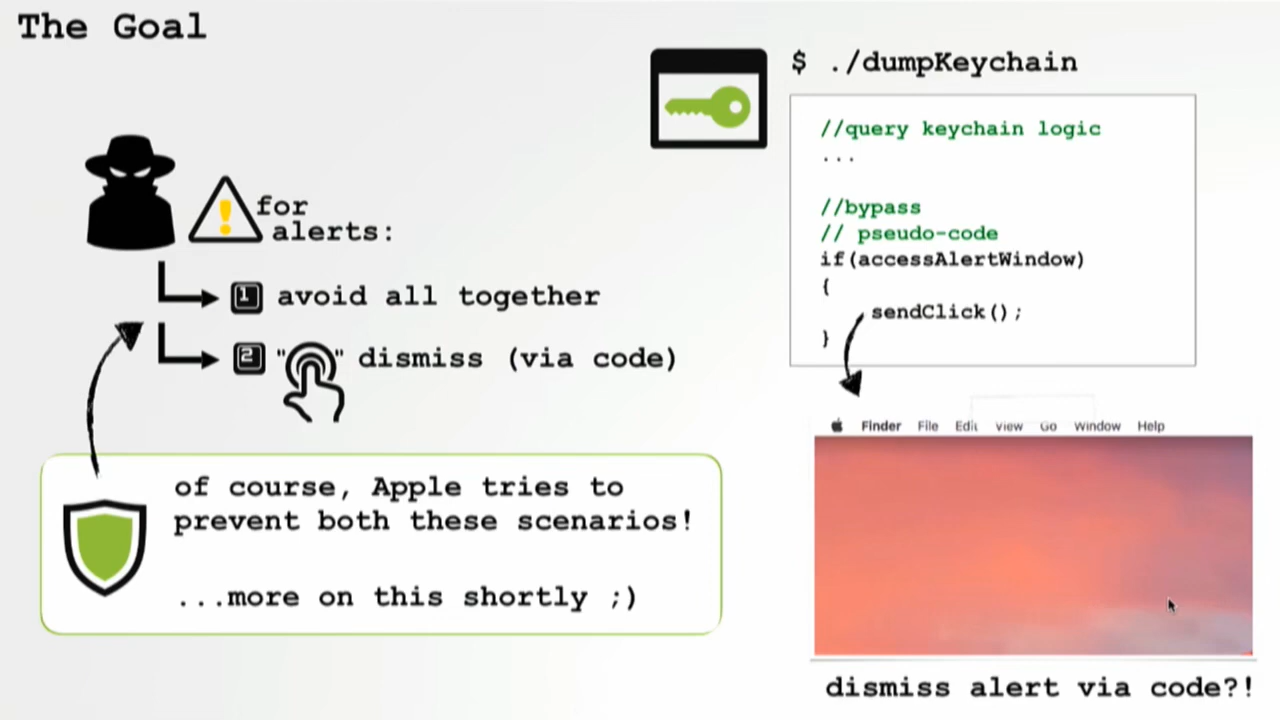 The Goal
$ ./dumpKeychain
//query keychain logic
...
//bypass
// pseudo-code
if(accessAlertWindow)
{
sendClick();
}
for
alerts:
1 avoid all together
2 "" dismiss (via code)
of course, Apple tries to
prevent both these scenarios!
...more on this shortly ;)
Finder File Edit View Go Window Help
dismiss alert via code?!